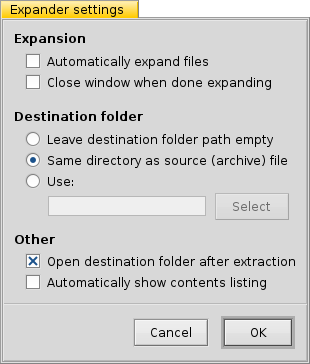 Expander settings
Expansion
Automatically expand files
Close window when done expanding
Destination folder
Leave destination folder path empty
Same directory as source (archive) file
Use:
Select
Other
Open destination folder after extraction
Automatically show contents listing
Cancel
OK